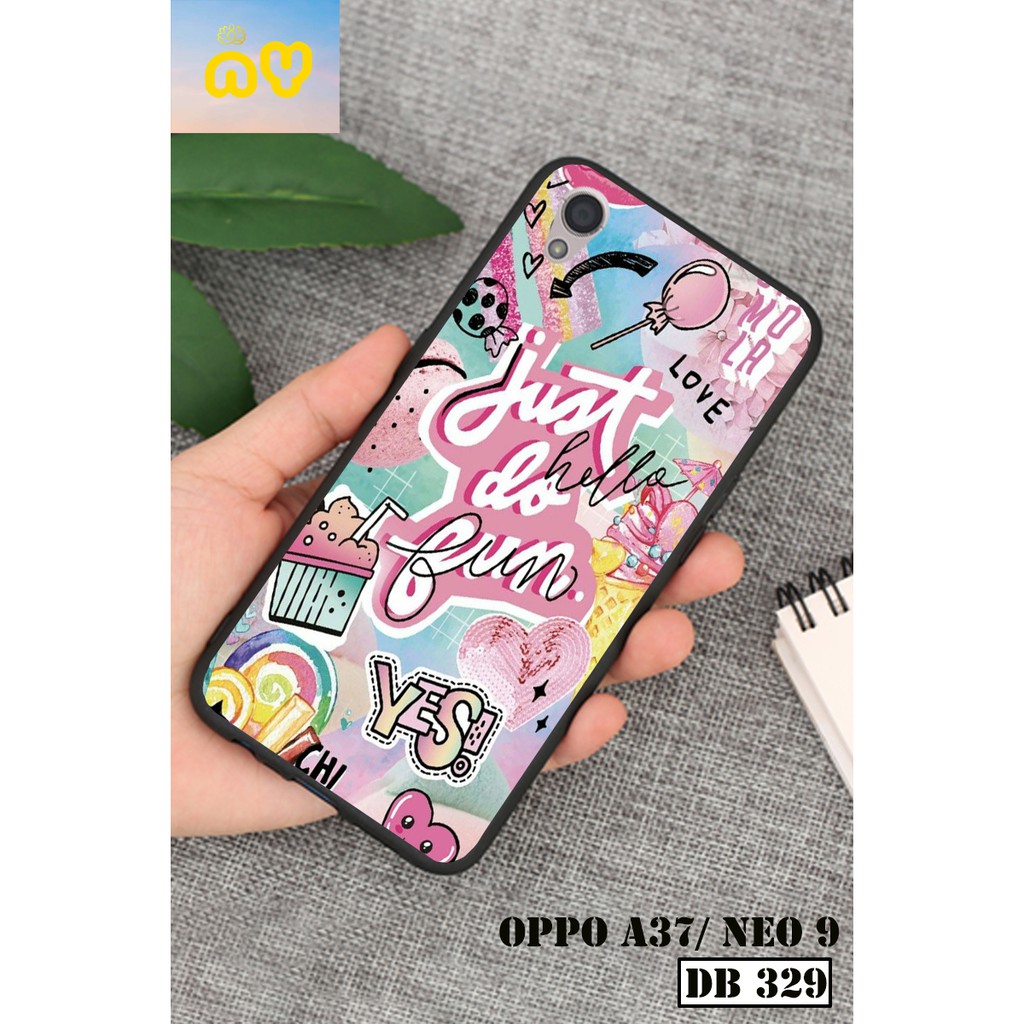 MO
LA
LOVE
just
do
hello
fun.
YES!
CHI
OPPO A37/ NEO 9
DB 329